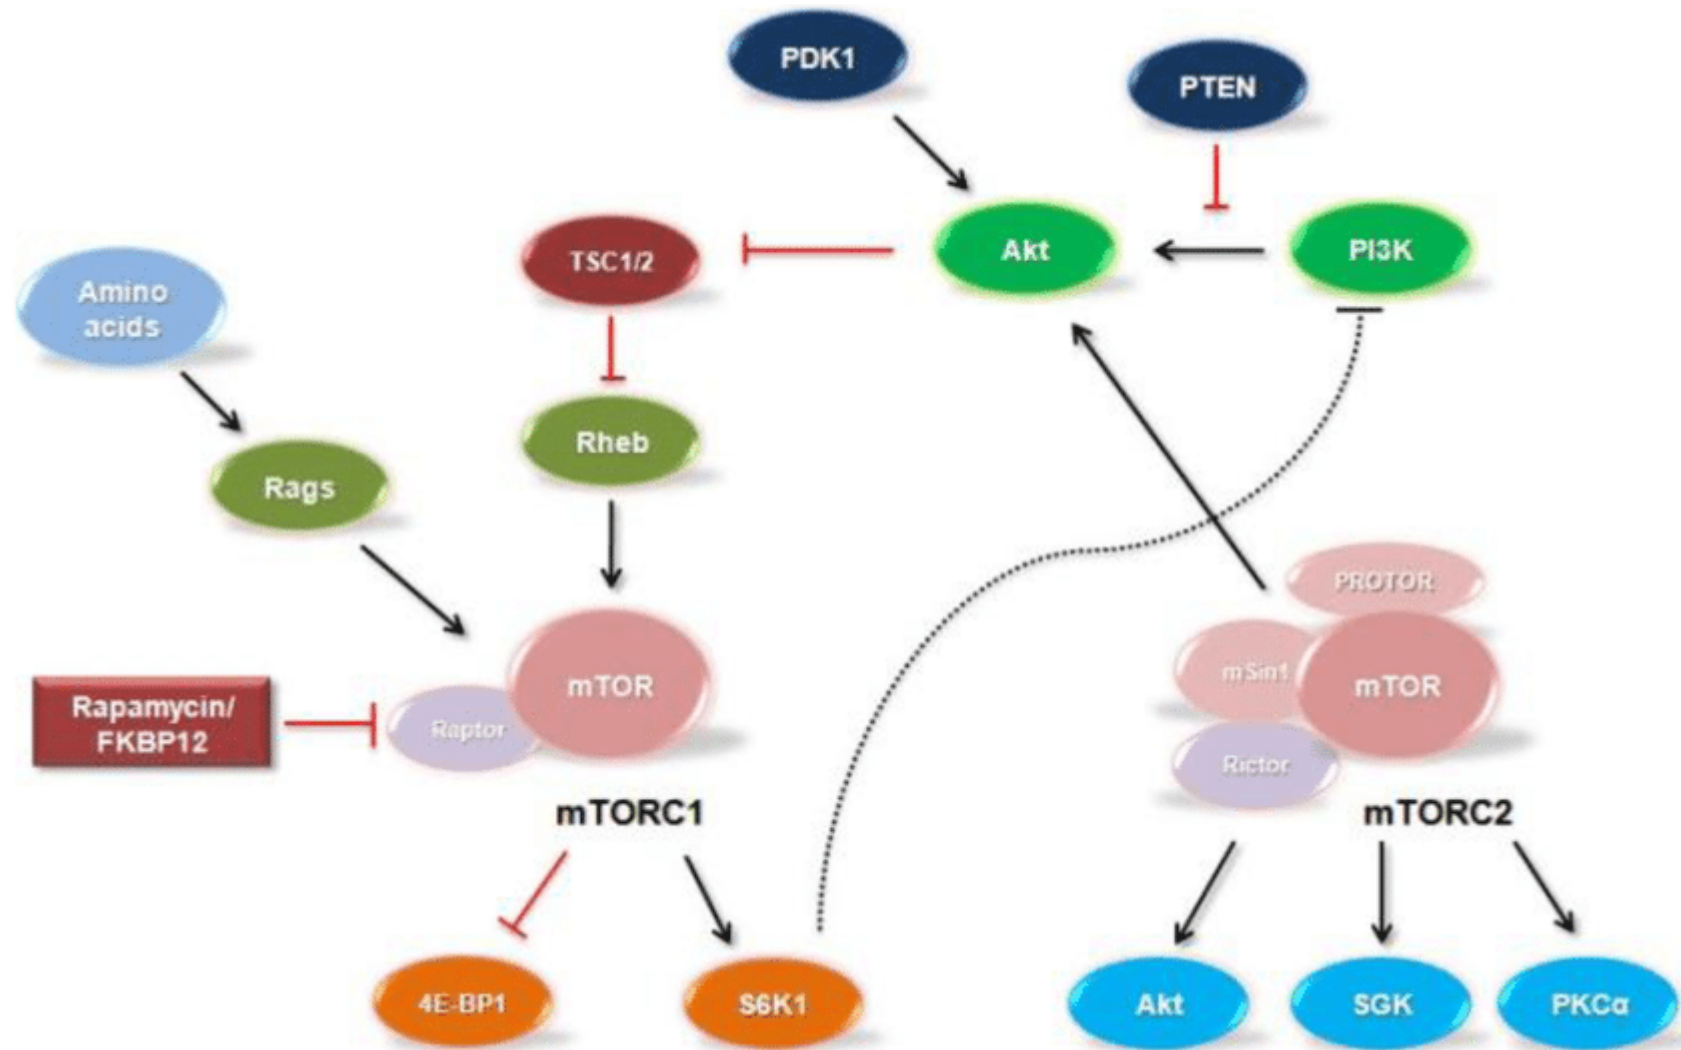 PDK1
PTEN
TSC1/2
Akt
PI3K
Amino
acids
Rheb
Rags
PROTOR
mSin1
mTOR
mTOR
Rapamycin/
FKBP12
Raptor
Rictor
mTORC1
mTORC2
4E-BP1
S6K1
Akt
SGK
PKCα